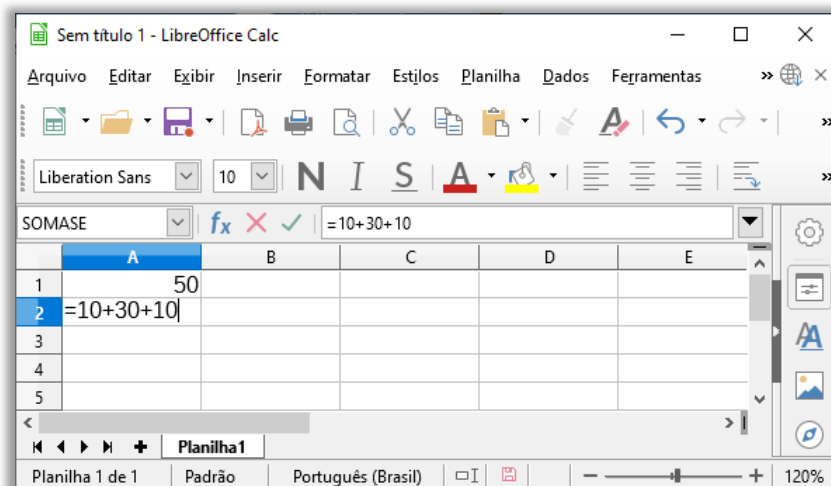 Sem título 1 - LibreOffice Calc
Arquivo Editar Exibir Inserir Formatar Estilos Planilha Dados Ferramentas »
»
Liberation Sans 10 N I S A »
SOMASE fx =10+30+10
A B C D E
1 50
2 =10+30+10
3
4
5
Planilha1
Planilha 1 de 1 Padrão Português (Brasil) 120%